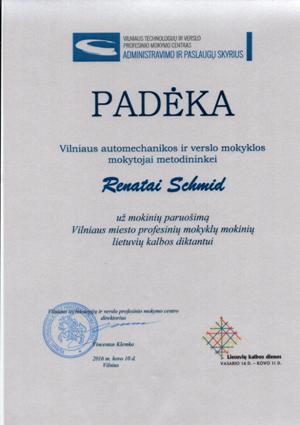 VILNIAUS TECHNOLOGIJŲ IR VERSLO
PROFESINIO MOKYMO CENTRAS
ADMINISTRAVIMO IR PASLAUGŲ SKYRIUS
PADĖKA
Vilniaus automechanikos ir verslo mokyklos
mokytojai metodininkei
Renatai Schmid
už mokinių paruošimą
Vilniaus miesto profesinių mokyklų mokinių
lietuvių kalbos diktantui
Vilniaus technologijų ir verslo profesinio mokymo centro
direktorius
Vincentas Klemka
2016 m. kovo 10 d.
Vilnius
Lietuvių kalbos dienos
VASARIO 16 D. – KOVO 11 D.